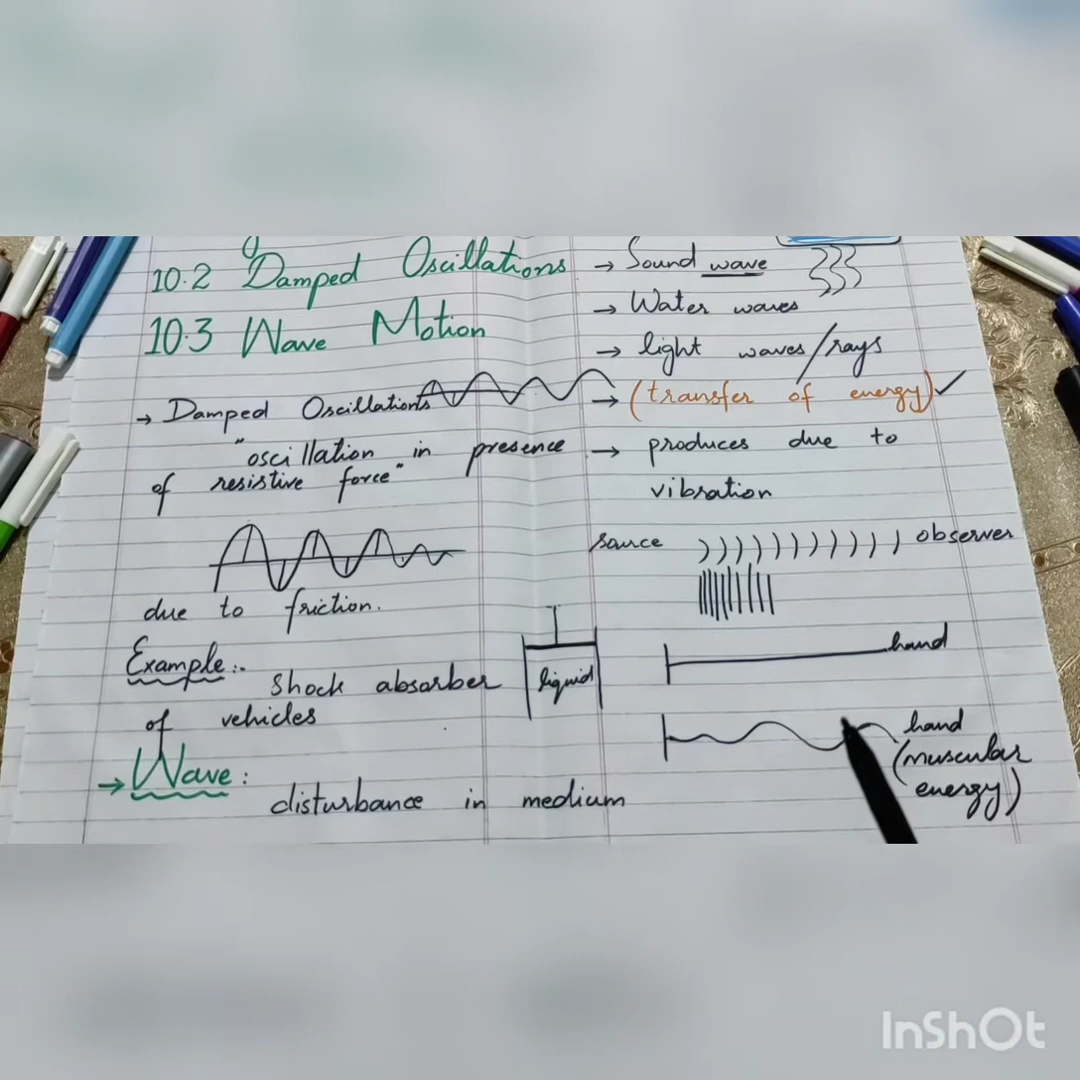 10.2 Damped Oscillations
10.3 Wave Motion
→ Damped Oscillations
"oscillation in presence
of resistive force"
due to friction.
Example:-
Shock absorber
of vehicles
liquid
→ Wave:
disturbance in medium
→ Sound wave
→ Water waves
→ light waves/rays
→ (transfer of energy) ✓
→ produces due to
vibration
source
observer
hand
hand
(muscular
energy)
InShOt